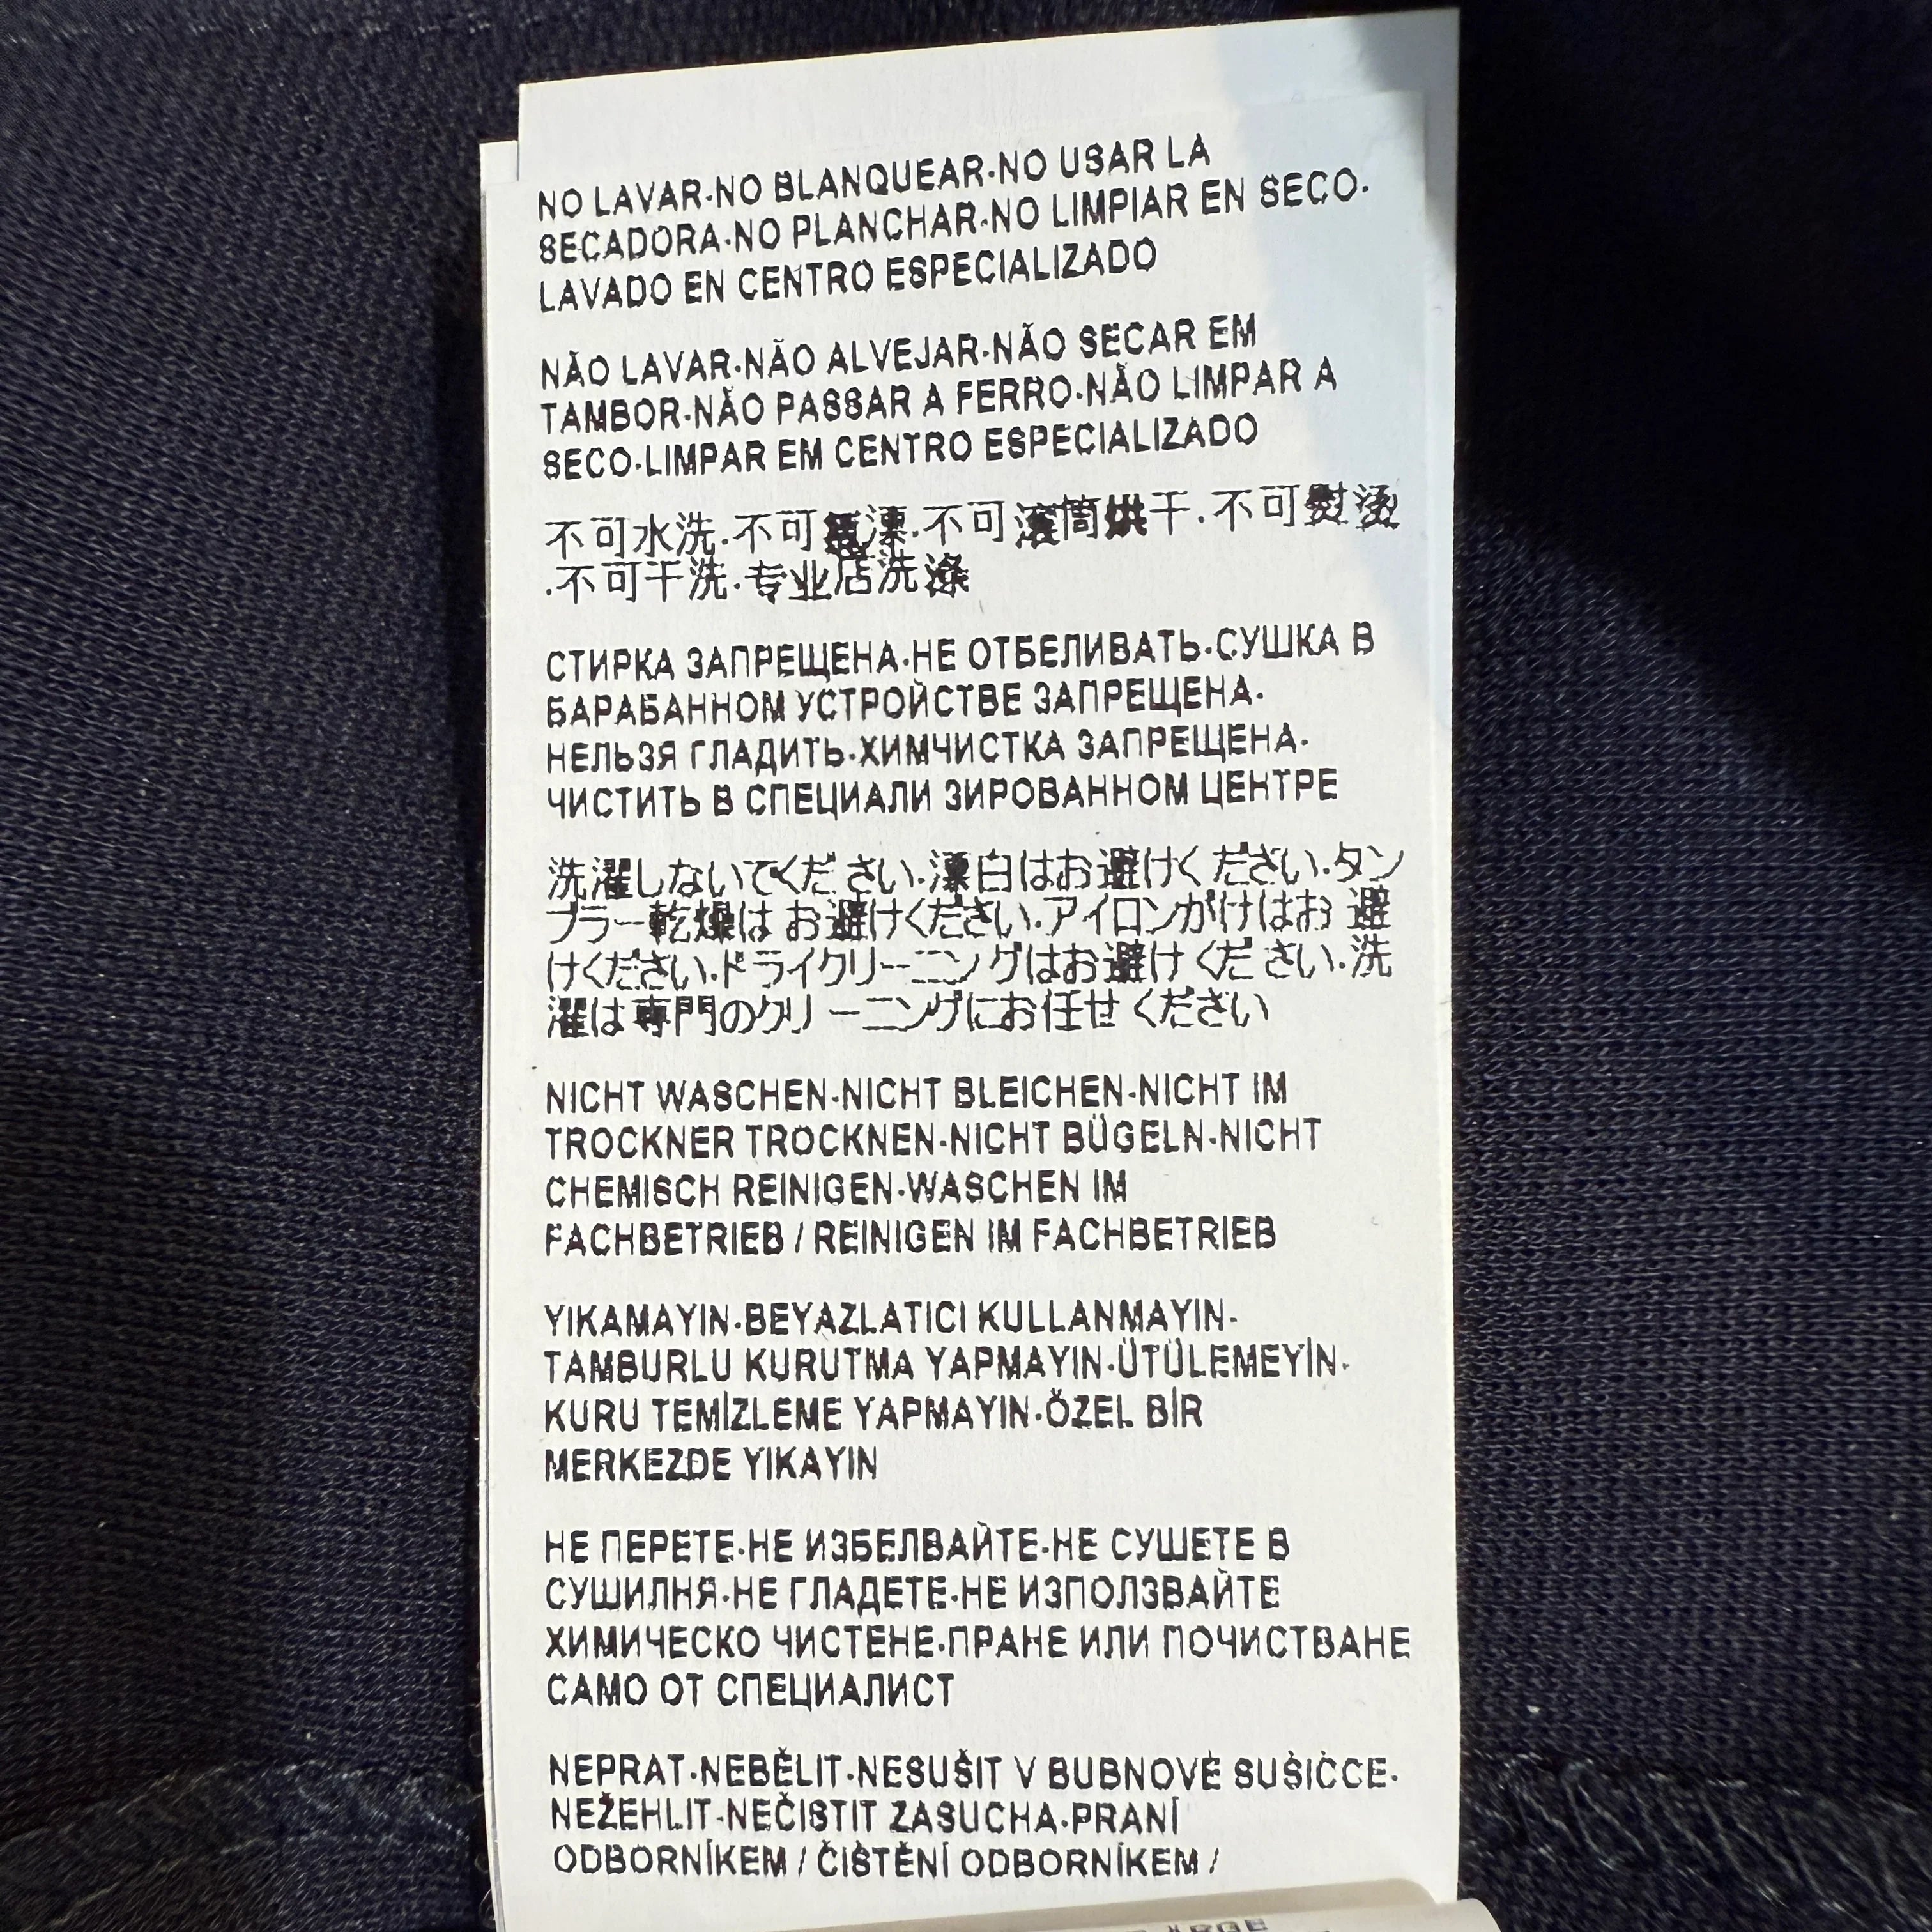 NO LAVAR-NO BLANQUEAR-NO USAR LA
SECADORA-NO PLANCHAR-NO LIMPIAR EN SECO-
LAVADO EN CENTRO ESPECIALIZADO
NÃO LAVAR-NÃO ALVEJAR-NÃO SECAR EM
TAMBOR-NÃO PASSAR A FERRO-NÃO LIMPAR A
SECO-LIMPAR EM CENTRO ESPECIALIZADO
不可水洗.不可氯漂.不可滚筒烘干.不可熨烫
.不可干洗.专业店洗涤
СТИРКА ЗАПРЕЩЕНА-НЕ ОТБЕЛИВАТЬ-СУШКА В
БАРАБАННОМ УСТРОЙСТВЕ ЗАПРЕЩЕНА-
НЕЛЬЗЯ ГЛАДИТЬ-ХИМЧИСТКА ЗАПРЕЩЕНА-
ЧИСТИТЬ В СПЕЦИАЛИ ЗИРОВАННОМ ЦЕНТРЕ
洗濯しないでください.漂白はお避けください.タン
ブラー乾燥は お避けください.アイロンがけはお 避
けください.ドライクリーニングはお避けください.洗
濯は専門のクリーニングにお任せください
NICHT WASCHEN-NICHT BLEICHEN-NICHT IM
TROCKNER TROCKNEN-NICHT BÜGELN-NICHT
CHEMISCH REINIGEN-WASCHEN IM
FACHBETRIEB / REINIGEN IM FACHBETRIEB
YIKAMAYIN-BEYAZLATICI KULLANMAYIN-
TAMBURLU KURUTMA YAPMAYIN-ÜTÜLEMEYİN-
KURU TEMİZLEME YAPMAYIN-ÖZEL BİR
MERKEZDE YIKAYIN
НЕ ПЕРЕТЕ-НЕ ИЗБЕЛВАЙТЕ-НЕ СУШЕТЕ В
СУШИЛНЯ-НЕ ГЛАДЕТЕ-НЕ ИЗПОЛЗВАЙТЕ
ХИМИЧЕСКО ЧИСТЕНЕ-ПРАНЕ ИЛИ ПОЧИСТВАНЕ
САМО ОТ СПЕЦИАЛИСТ
NEPRAT-NEBĚLIT-NESUŠIT V BUBNOVÉ SUŠIČCE-
NEŽEHLIT-NEČISTIT ZASUCHA-PRANÍ
ODBORNÍKEM / ČIŠTĚNÍ ODBORNÍKEM /